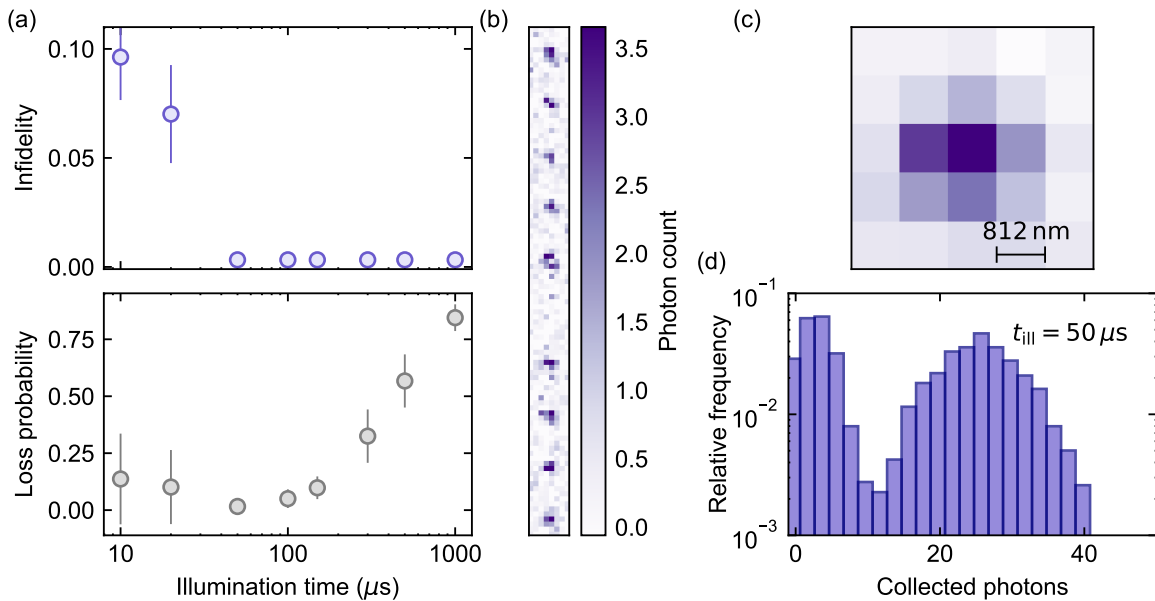 (a)
0.10
0.05
0.00
Infidelity
0.75
0.50
0.25
0.00
Loss probability
10
100
1000
Illumination time (μs)
(b)
3.5
3.0
2.5
2.0
1.5
1.0
0.5
0.0
Photon count
(c)
812 nm
(d)
10⁻¹
10⁻²
10⁻³
Relative frequency
t_ill = 50 μs
0
20
40
Collected photons